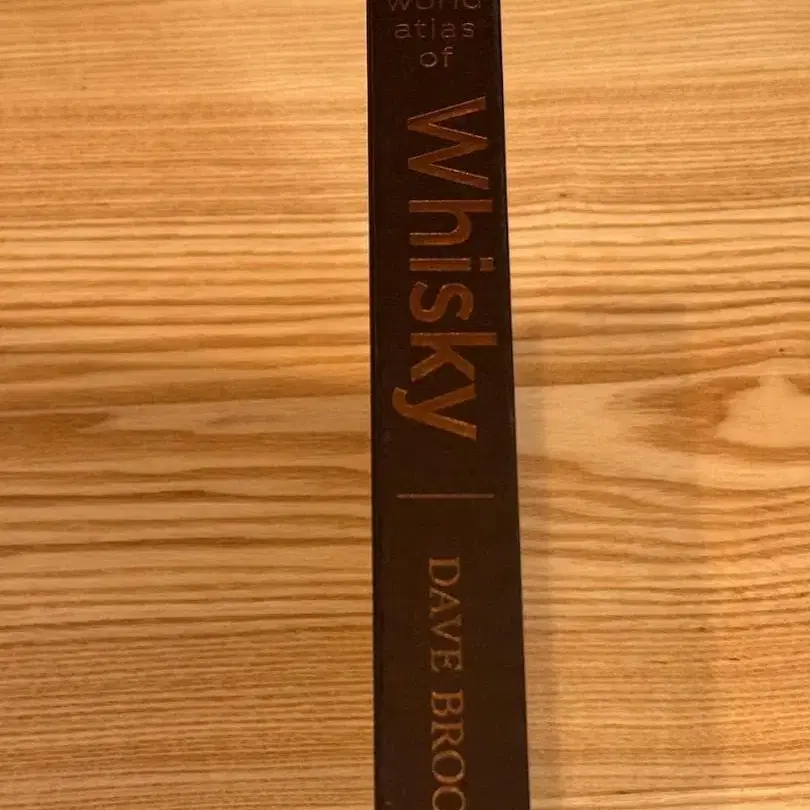 world
atlas
of
Whisky
DAVE BROO